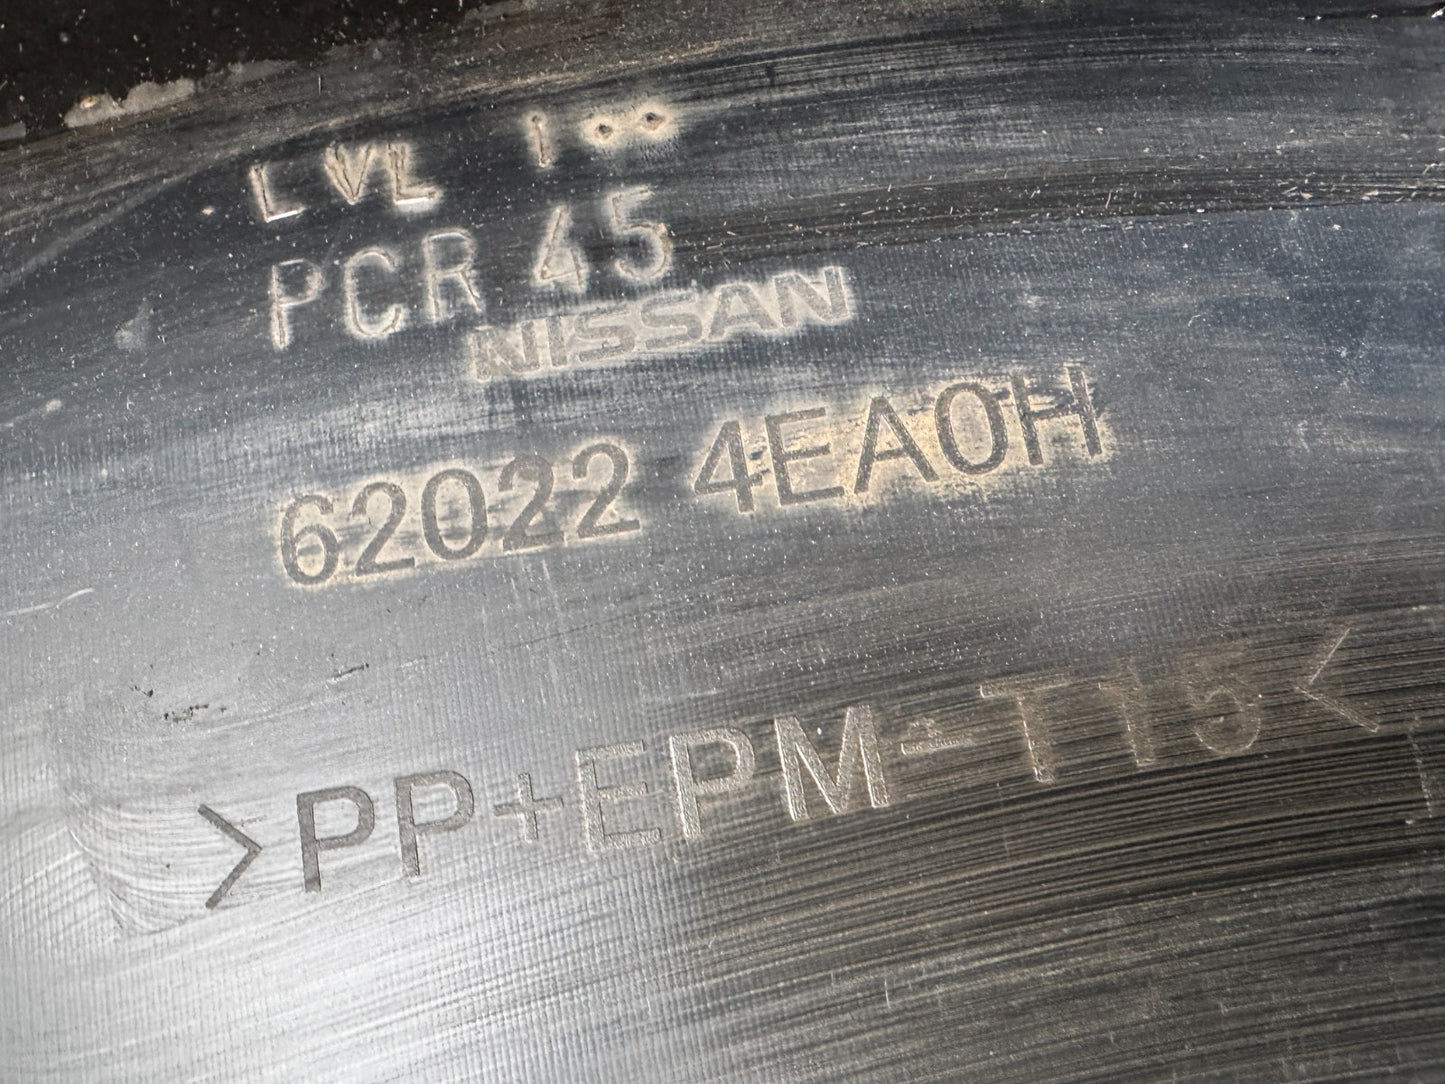 LVL 1 ••
PCR 45
NISSAN
62022 4EA0H
>PP+EPM-T15<